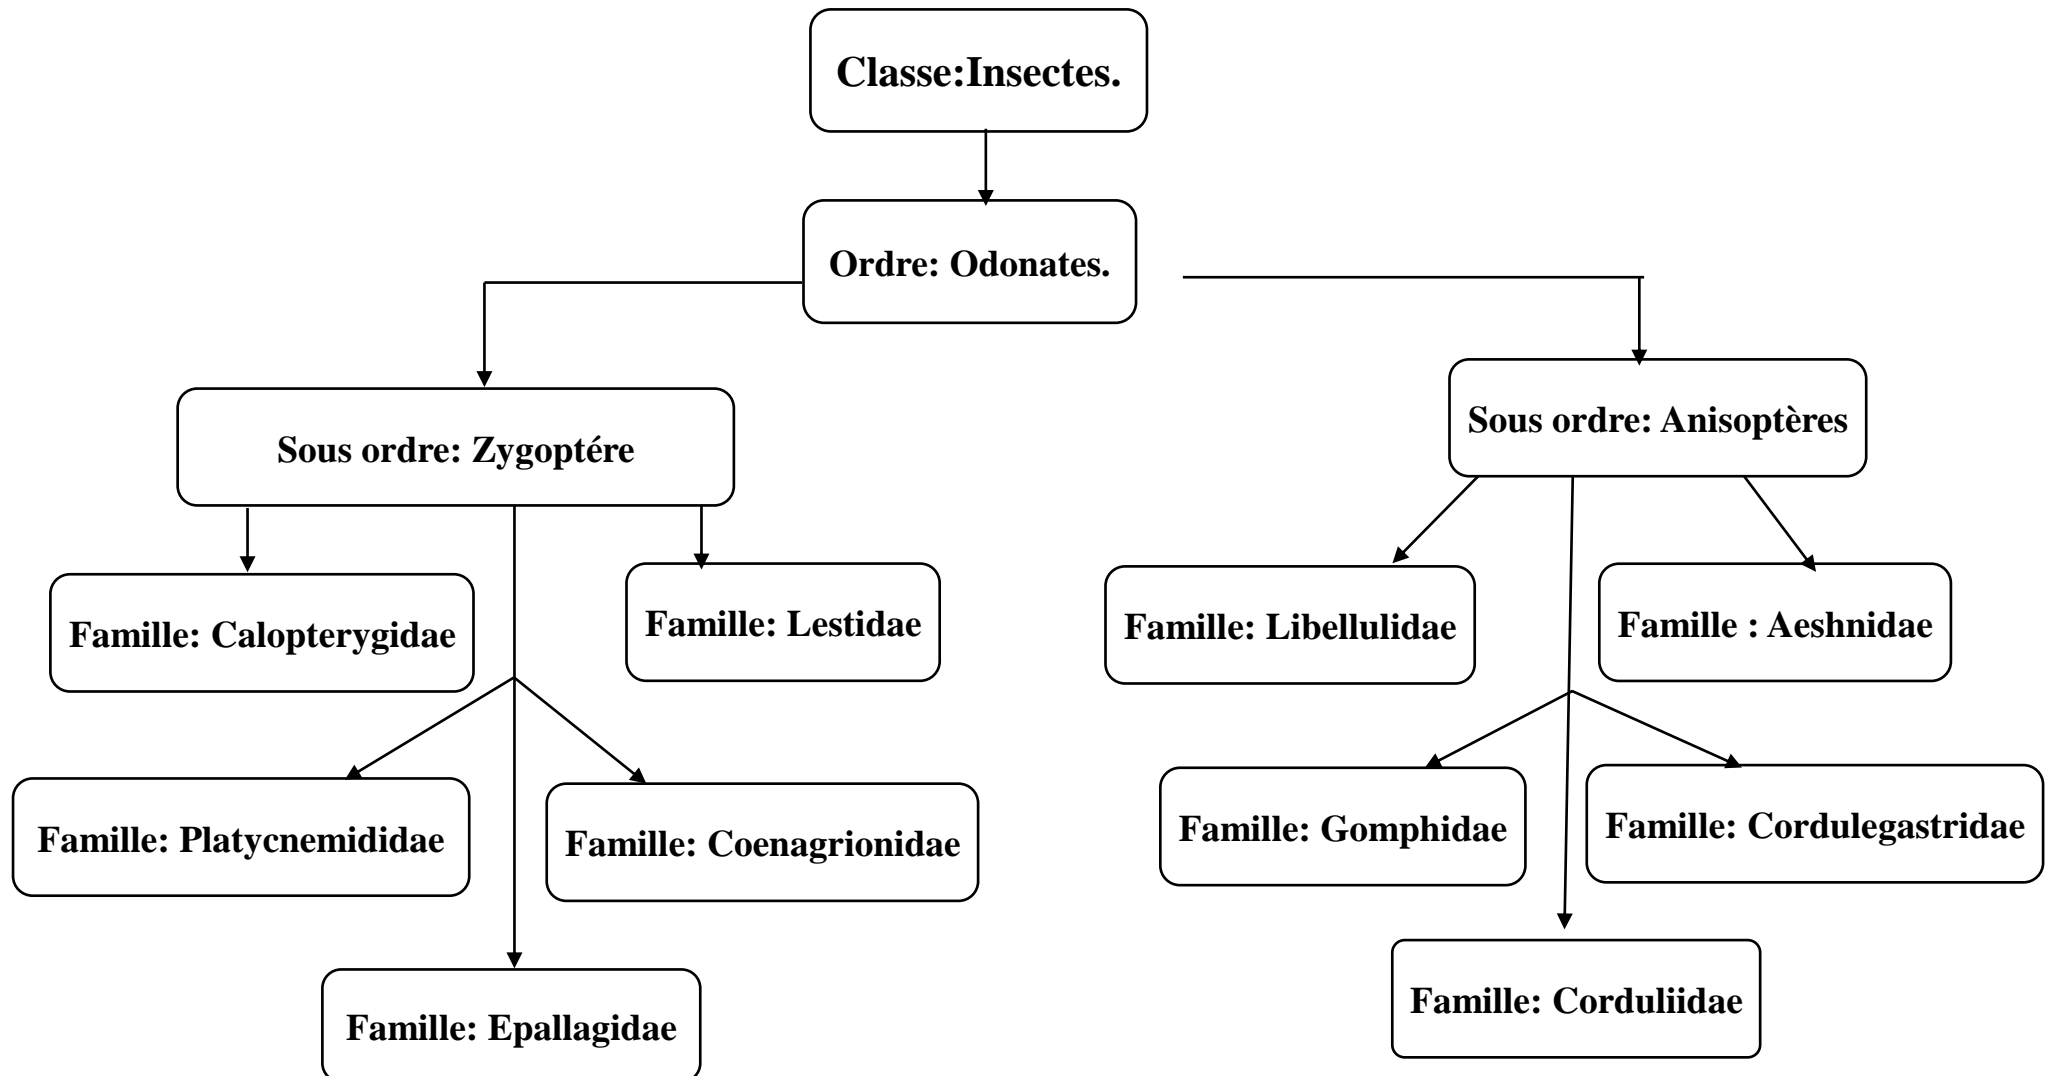 Classe:Insectes.
Ordre: Odonates.
Sous ordre: Zygoptére
Sous ordre: Anisoptères
Famille: Calopterygidae
Famille: Lestidae
Famille: Libellulidae
Famille : Aeshnidae
Famille: Platycnemididae
Famille: Coenagrionidae
Famille: Gomphidae
Famille: Cordulegastridae
Famille: Epallagidae
Famille: Corduliidae